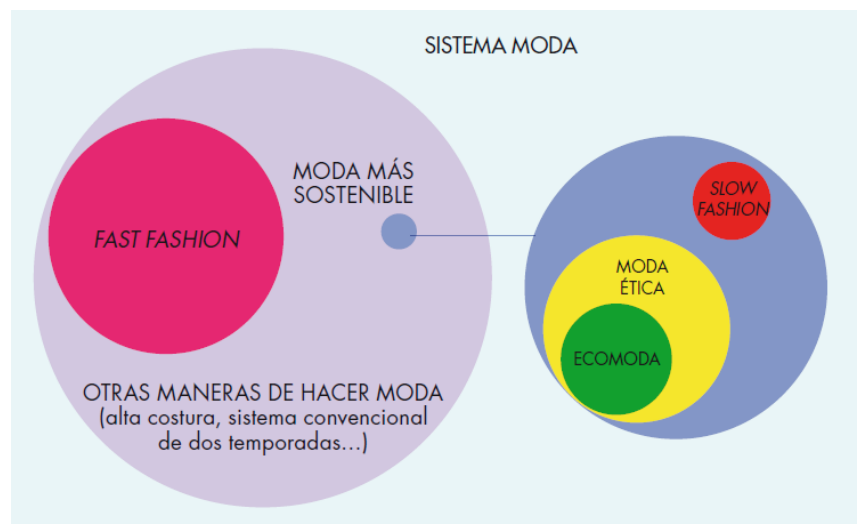 SISTEMA MODA
MODA MÁS
SOSTENIBLE
FAST FASHION
OTRAS MANERAS DE HACER MODA
(alta costura, sistema convencional
de dos temporadas...)
SLOW
FASHION
MODA
ÉTICA
ECOMODA